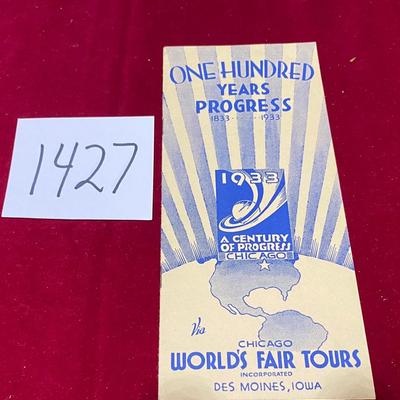 1427
ONE HUNDRED
YEARS
PROGRESS
1833 ······ 1933
1933
A CENTURY
OF PROGRESS
CHICAGO
Via
CHICAGO
WORLD'S FAIR TOURS
INCORPORATED
DES MOINES, IOWA